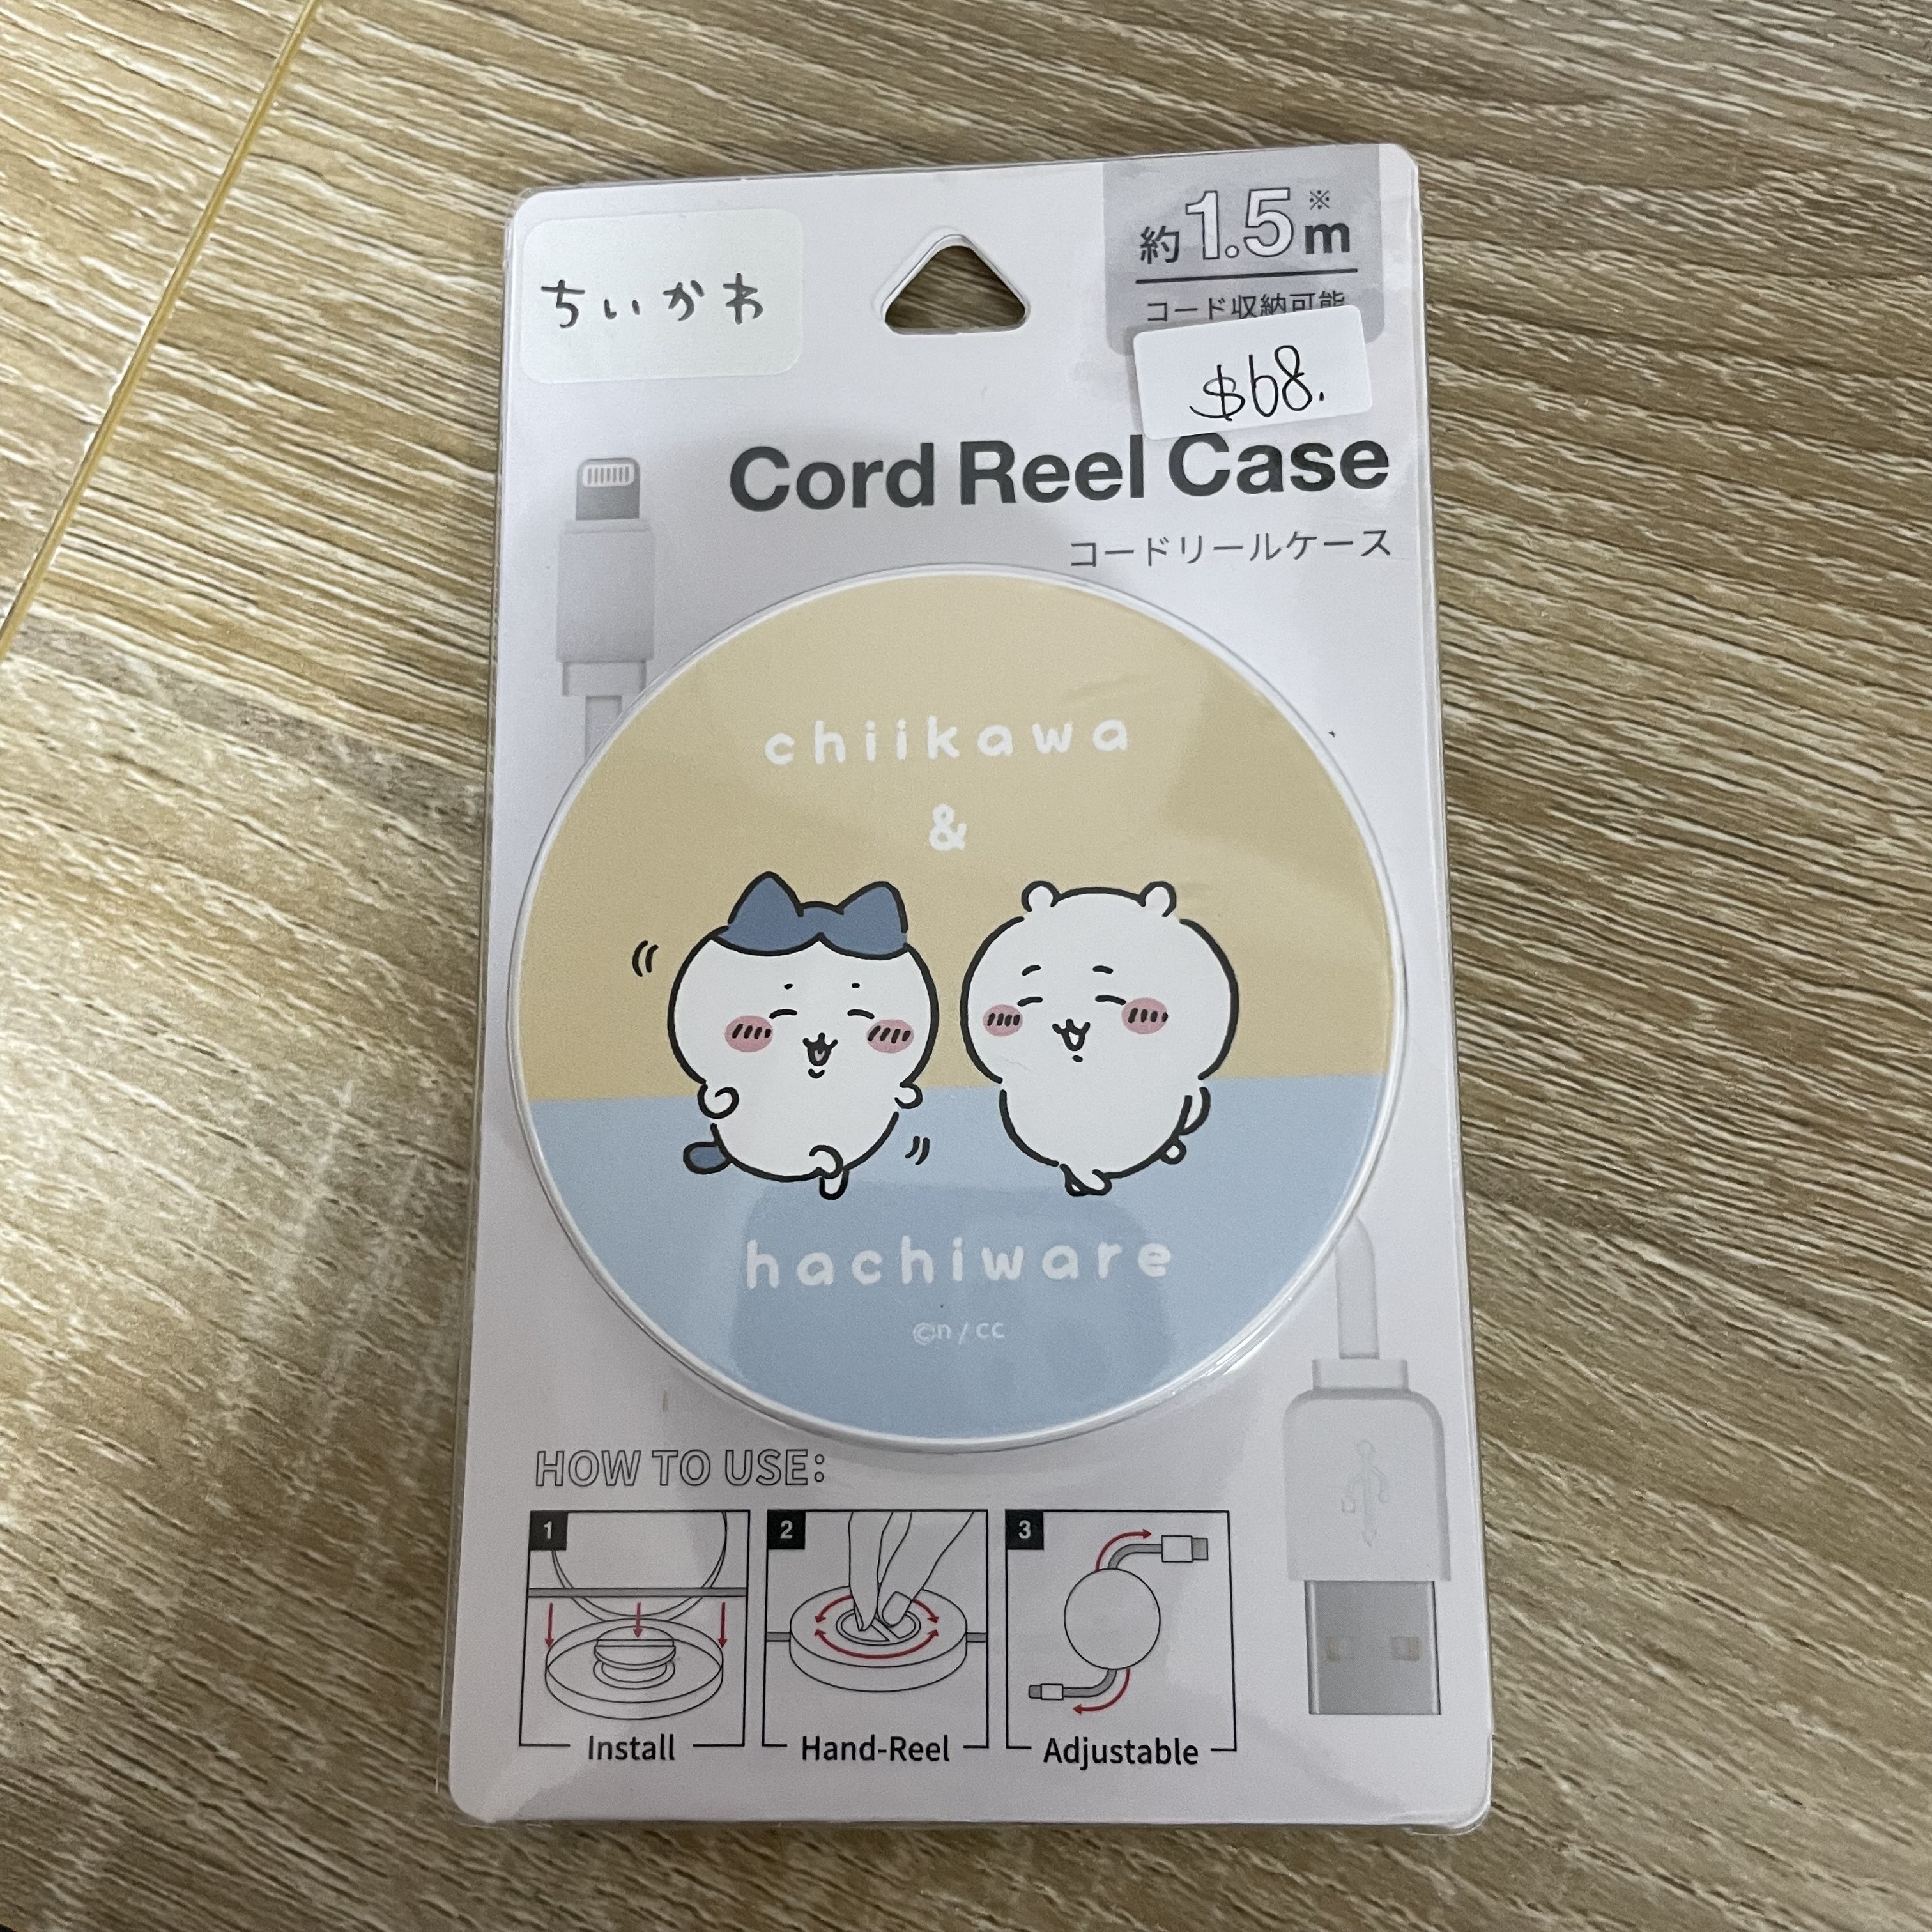 ちいかわ
約1.5m※
コード収納可能
$68.
Cord Reel Case
コードリールケース
chiikawa
&
hachiware
©n/cc
HOW TO USE:
1
2
3
Install
Hand-Reel
Adjustable